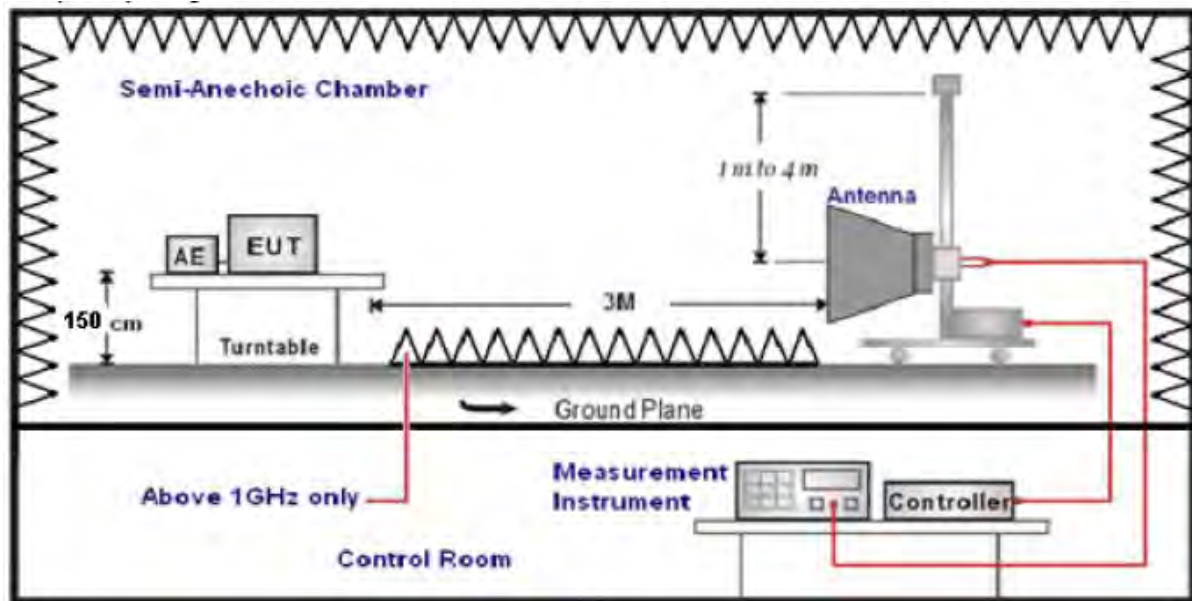 Semi-Anechoic Chamber
1 m to 4 m
Antenna
AE
EUT
3M
150 cm
Turntable
Ground Plane
Above 1GHz only
Measurement
Instrument
Controller
Control Room